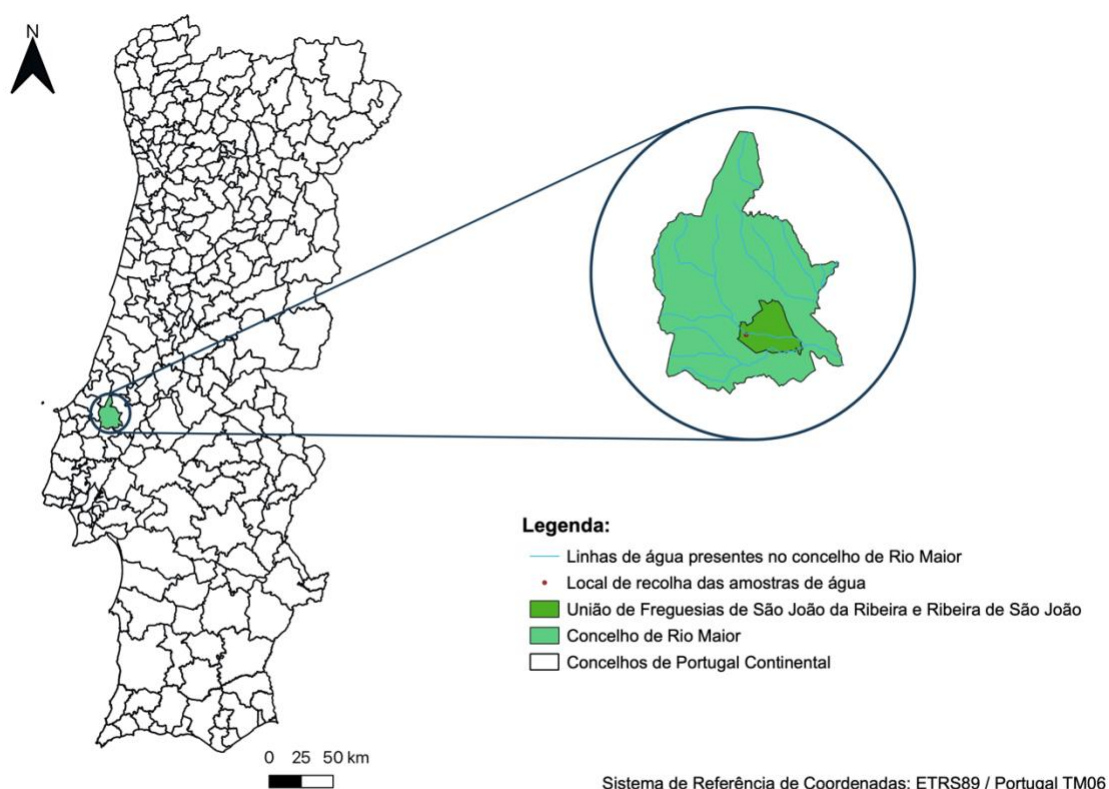 N
Legenda:
Linhas de água presentes no concelho de Rio Maior
Local de recolha das amostras de água
União de Freguesias de São João da Ribeira e Ribeira de São João
Concelho de Rio Maior
Concelhos de Portugal Continental
0 25 50 km
Sistema de Referência de Coordenadas: ETRS89 / Portugal TM06